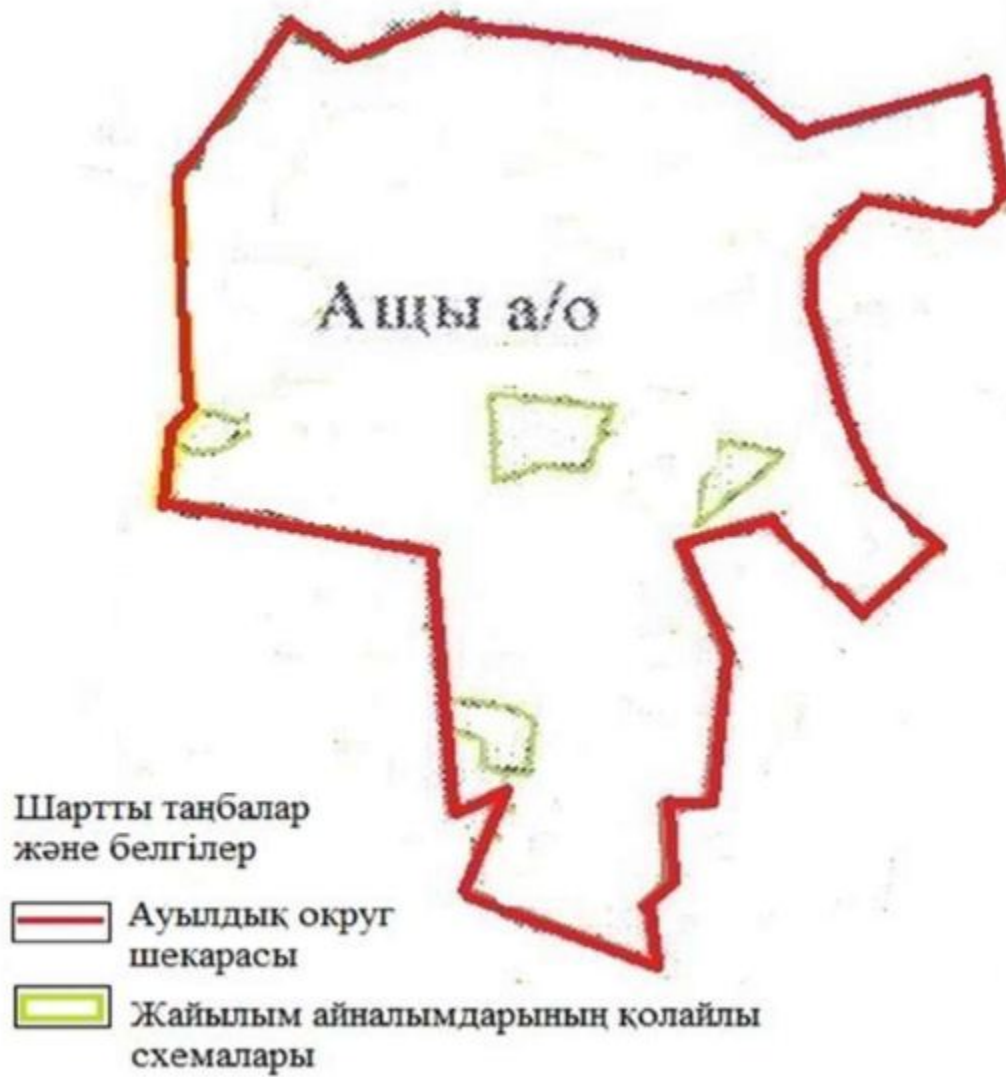 Ащы а/о
Шартты таңбалар
және белгілер
Ауылдық округ
шекарасы
Жайылым айналымдарының қолайлы
схемалары